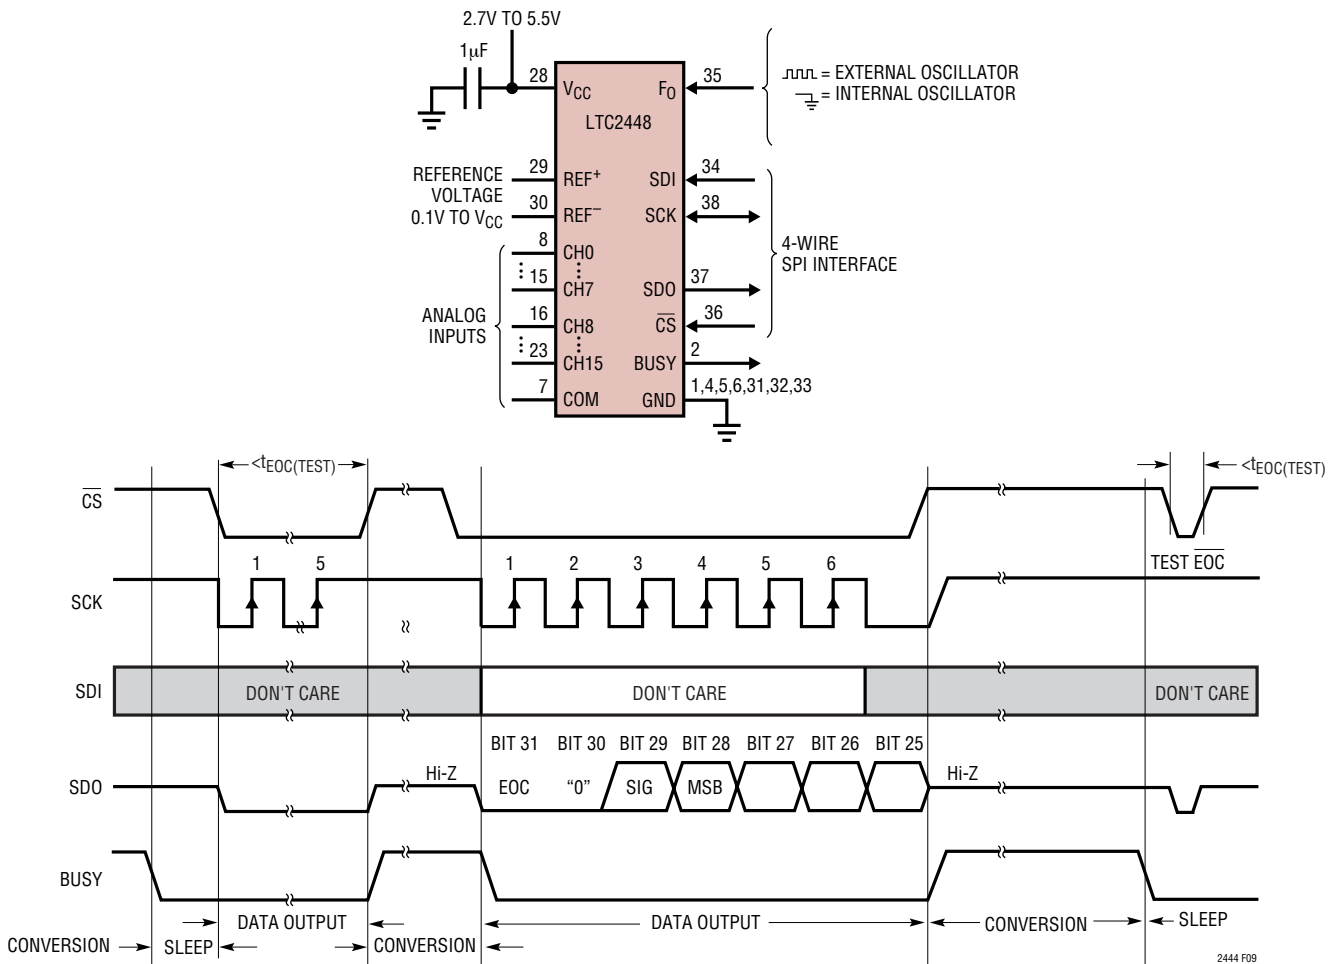 2.7V TO 5.5V
1µF
28
VCC
FO
35
= EXTERNAL OSCILLATOR
= INTERNAL OSCILLATOR
LTC2448
REFERENCE
VOLTAGE
0.1V TO VCC
29
REF+
30
REF–
SDI
34
SCK
38
4-WIRE
SPI INTERFACE
ANALOG
INPUTS
8
CH0
15
CH7
16
CH8
23
CH15
7
COM
SDO
37
CS
36
BUSY
2
GND
1,4,5,6,31,32,33
<tEOC(TEST)
<tEOC(TEST)
CS
TEST EOC
SCK
1
5
1
2
3
4
5
6
SDI
DON'T CARE
DON'T CARE
DON'T CARE
BIT 31
BIT 30
BIT 29
BIT 28
BIT 27
BIT 26
BIT 25
SDO
Hi-Z
EOC
“0”
SIG
MSB
Hi-Z
BUSY
CONVERSION
SLEEP
DATA OUTPUT
CONVERSION
DATA OUTPUT
CONVERSION
SLEEP
2444 F09